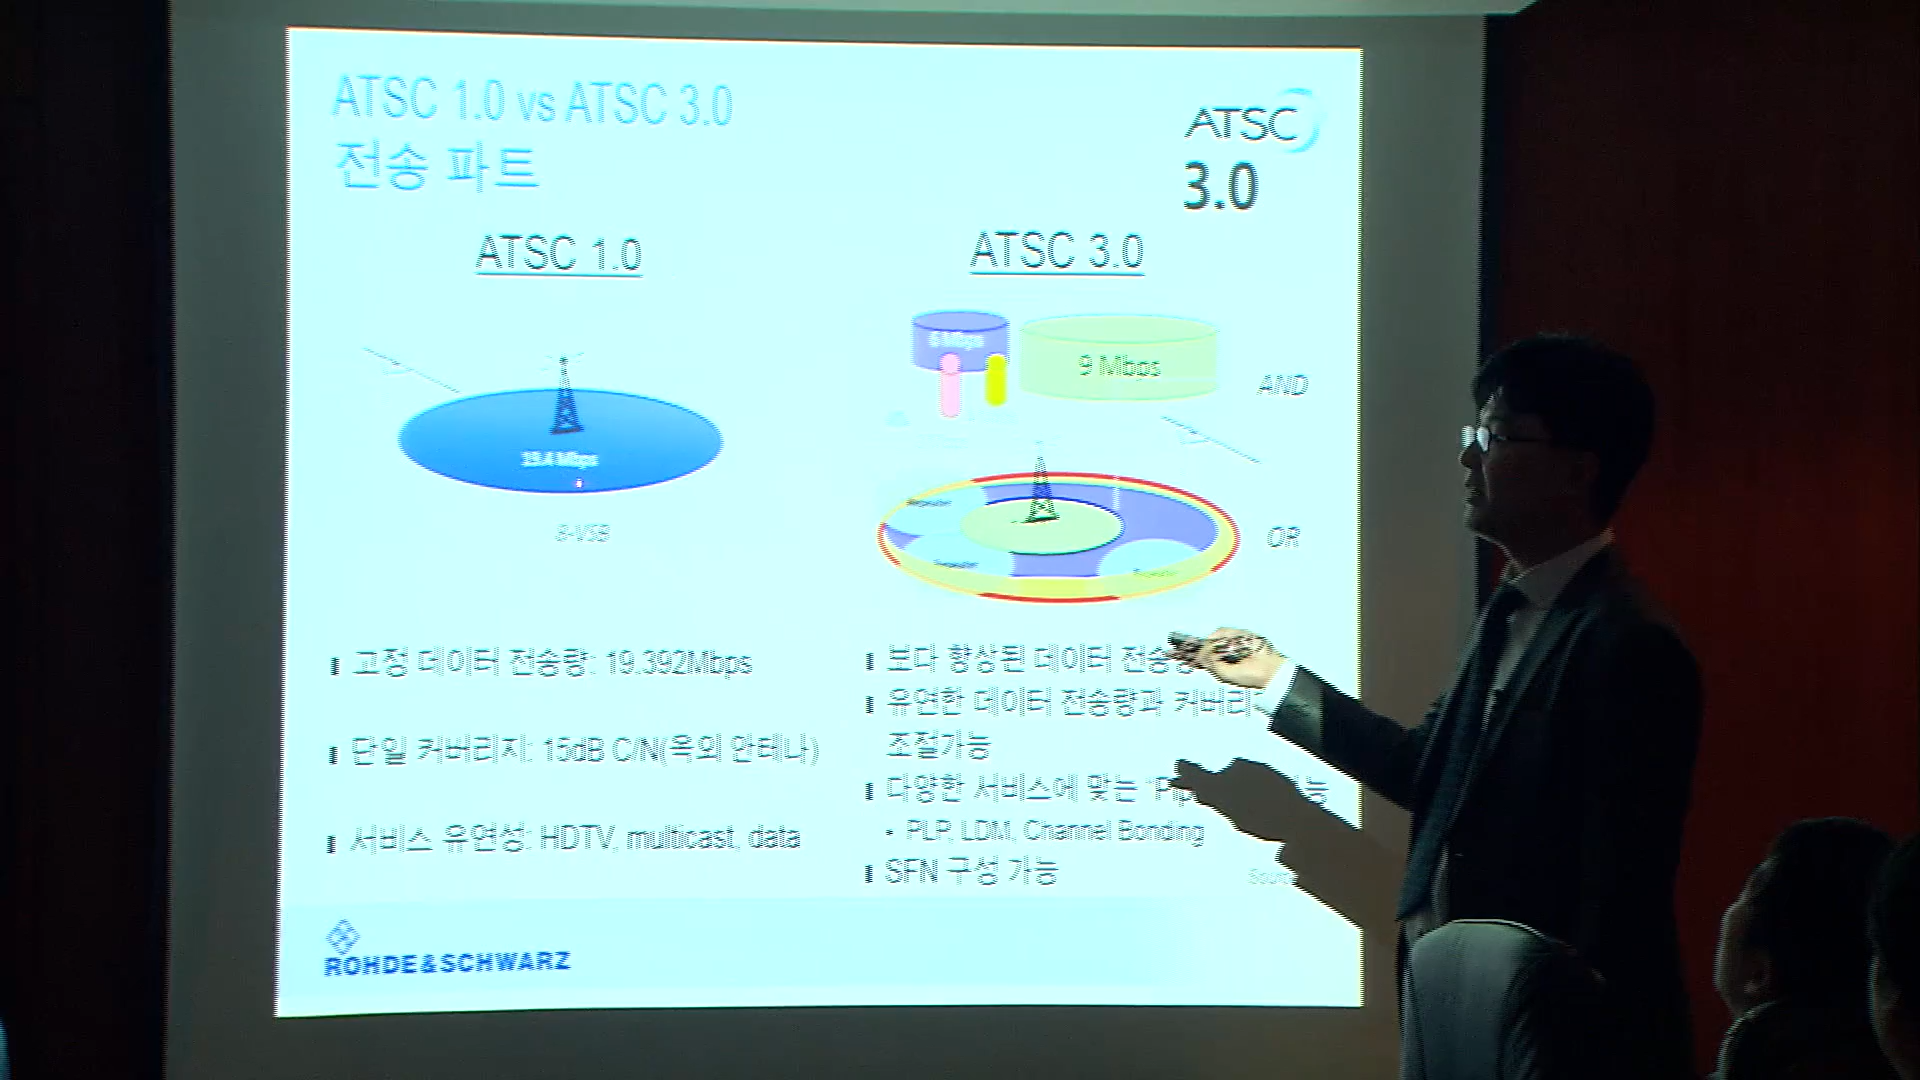 ATSC 1.0 vs ATSC 3.0
전송 파트
ATSC
3.0
ATSC 1.0
19.4 Mbps
8-VSB
▮ 고정 데이터 전송량: 19.392Mbps
▮ 단일 커버리지: 15dB C/N(옥외 안테나)
▮ 서비스 유연성: HDTV, multicast, data
ATSC 3.0
6 Mbps
9 Mbps
AND
OR
▮ 보다 향상된 데이터
▮ 유연한 데이터 전송량과
조절가능
▮ 다양한 서비스에 맞는
• PLP, LDM, Channel Bonding
▮ SFN 구성 가능
ROHDE&SCHWARZ